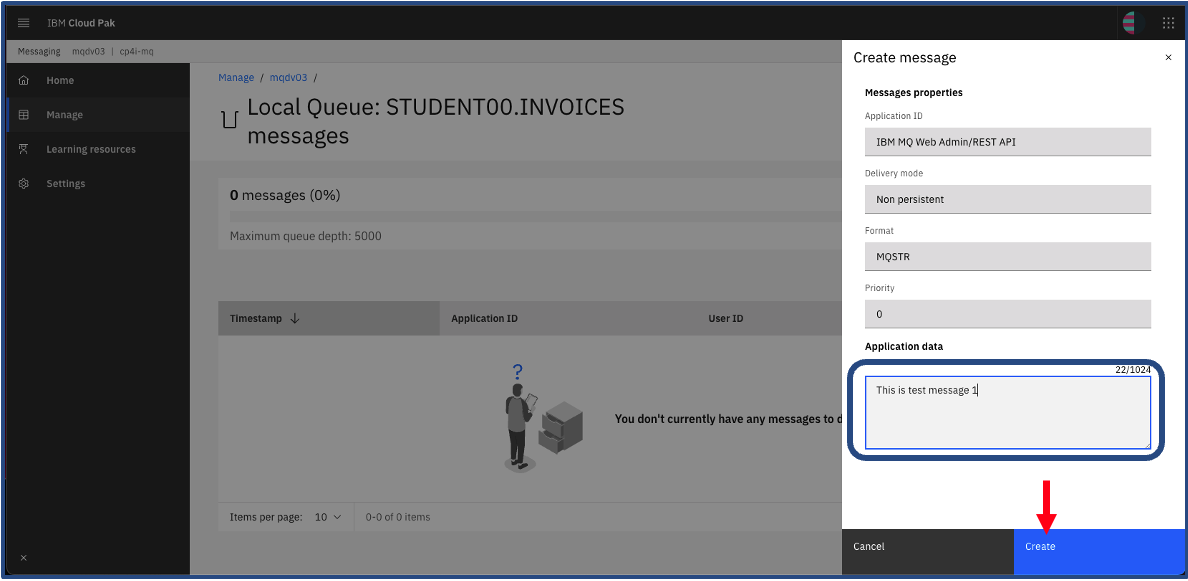 IBM Cloud Pak
Messaging mqdv03 | cp4i-mq
Home
Manage
Learning resources
Settings
Manage / mqdv03 /
Local Queue: STUDENT00.INVOICES
messages
0 messages (0%)
Maximum queue depth: 5000
Timestamp
Application ID
User ID
?
You don't currently have any messages to d
Items per page: 10
0-0 of 0 items
Create message
Messages properties
Application ID
IBM MQ Web Admin/REST API
Delivery mode
Non persistent
Format
MQSTR
Priority
0
Application data
22/1024
This is test message 1
Cancel
Create